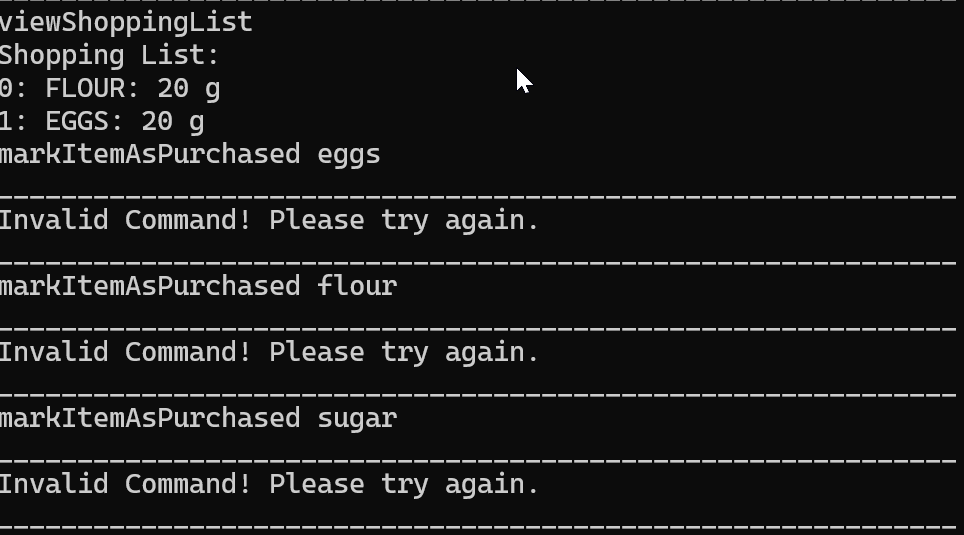 viewShoppingList
Shopping List:
0: FLOUR: 20 g
1: EGGS: 20 g
markItemAsPurchased eggs
____________________________________________________________
Invalid Command! Please try again.
____________________________________________________________
markItemAsPurchased flour
____________________________________________________________
Invalid Command! Please try again.
____________________________________________________________
markItemAsPurchased sugar
____________________________________________________________
Invalid Command! Please try again.
____________________________________________________________